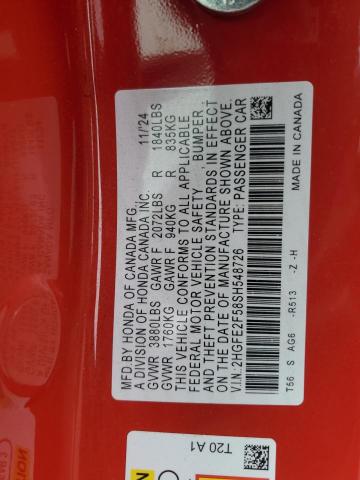 MFD.BY HONDA OF CANADA MFG.
A DIVISION OF HONDA CANADA INC. 11/24
GVWR 3880LBS GAWR F 2072LBS R 1840LBS
GVWR 1760KG GAWR F 940KG R 835KG
THIS VEHICLE CONFORMS TO ALL APPLICABLE
FEDERAL MOTOR VEHICLE SAFETY BUMPER
AND THEFT PREVENTION STANDARDS IN EFFECT
ON THE DATE OF MANUFACTURE SHOWN ABOVE.
V.I.N:2HGFE2F58SH548726 TYPE:PASSENGER CAR
T56 S AG6 -R513 -Z -H MADE IN CANADA
T20 A1